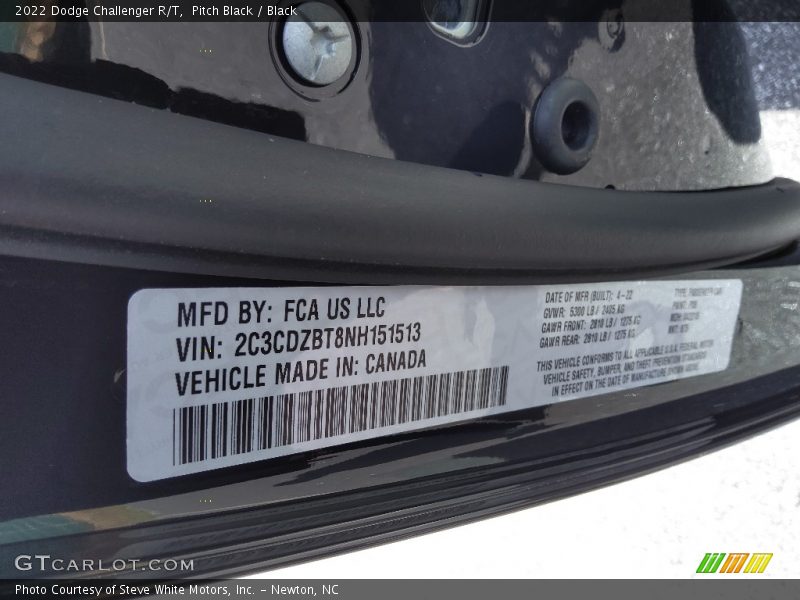 2022 Dodge Challenger R/T, Pitch Black / Black
MFD BY: FCA US LLC
VIN: 2C3CDZBT8NH151513
VEHICLE MADE IN: CANADA
DATE OF MFR (BUILT): 4-22
GVWR: 5300 LB / 2405 KG
GAWR FRONT: 2810 LB / 1275 KG
GAWR REAR: 2810 LB / 1275 KG
TYPE: PASSENGER CAR
THIS VEHICLE CONFORMS TO ALL APPLICABLE U.S.A. FEDERAL MOTOR
VEHICLE SAFETY, BUMPER, AND THEFT PREVENTION STANDARDS
IN EFFECT ON THE DATE OF MANUFACTURE SHOWN ABOVE.
GTCARLOT.COM
Photo Courtesy of Steve White Motors, Inc. – Newton, NC